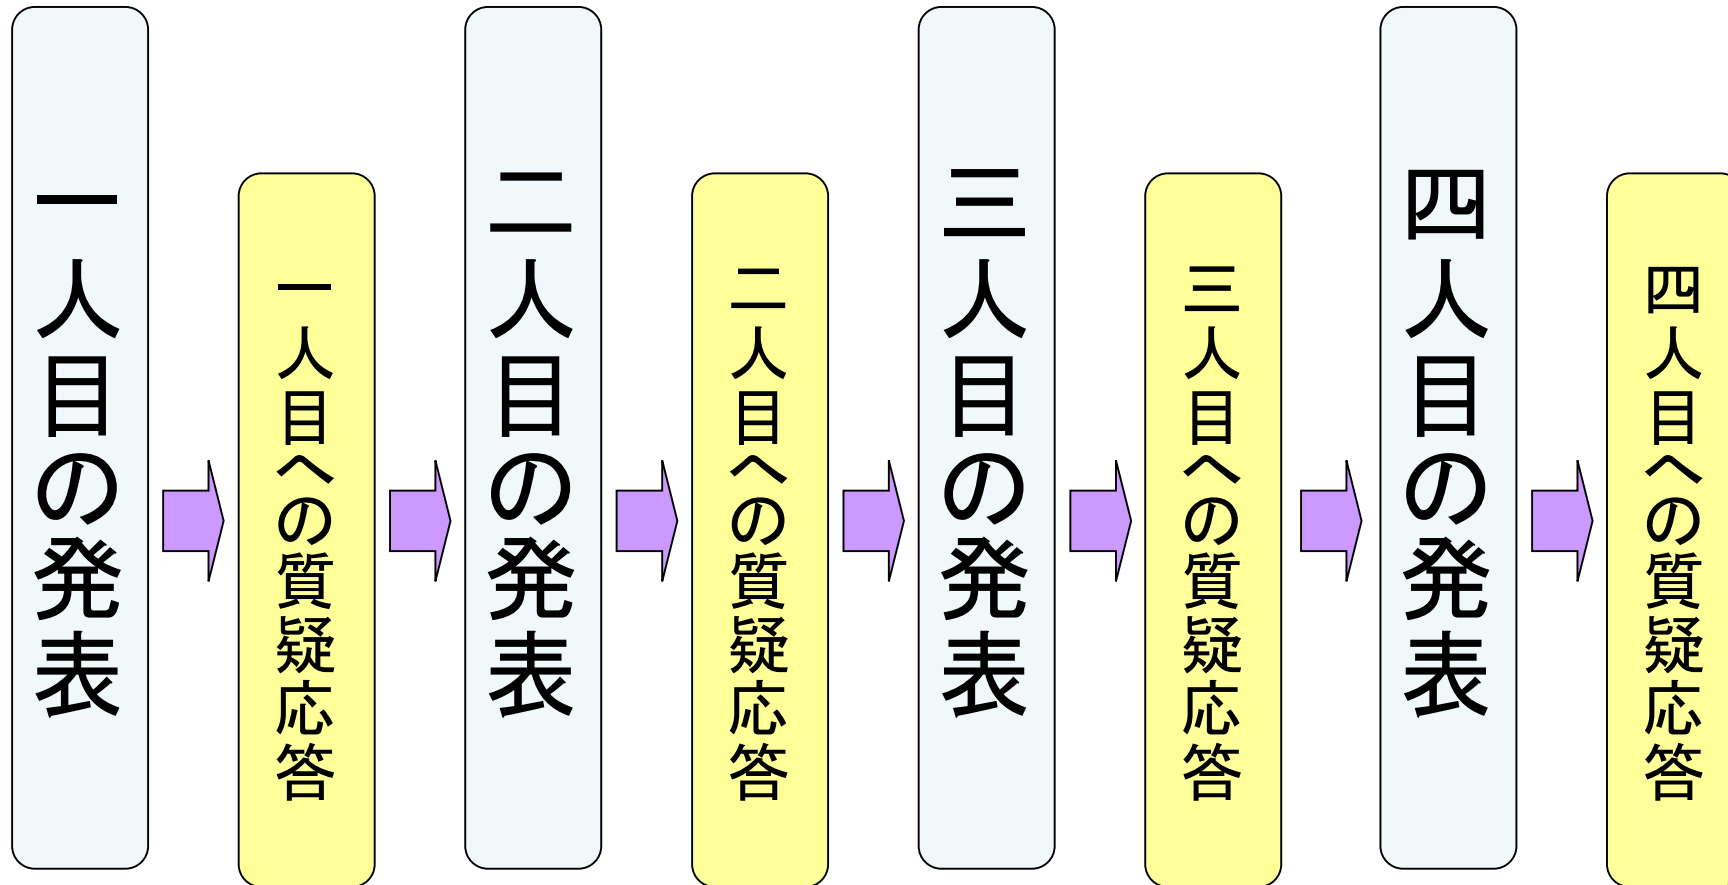 一人目の発表
一人目への質疑応答
二人目の発表
二人目への質疑応答
三人目の発表
三人目への質疑応答
四人目の発表
四人目への質疑応答